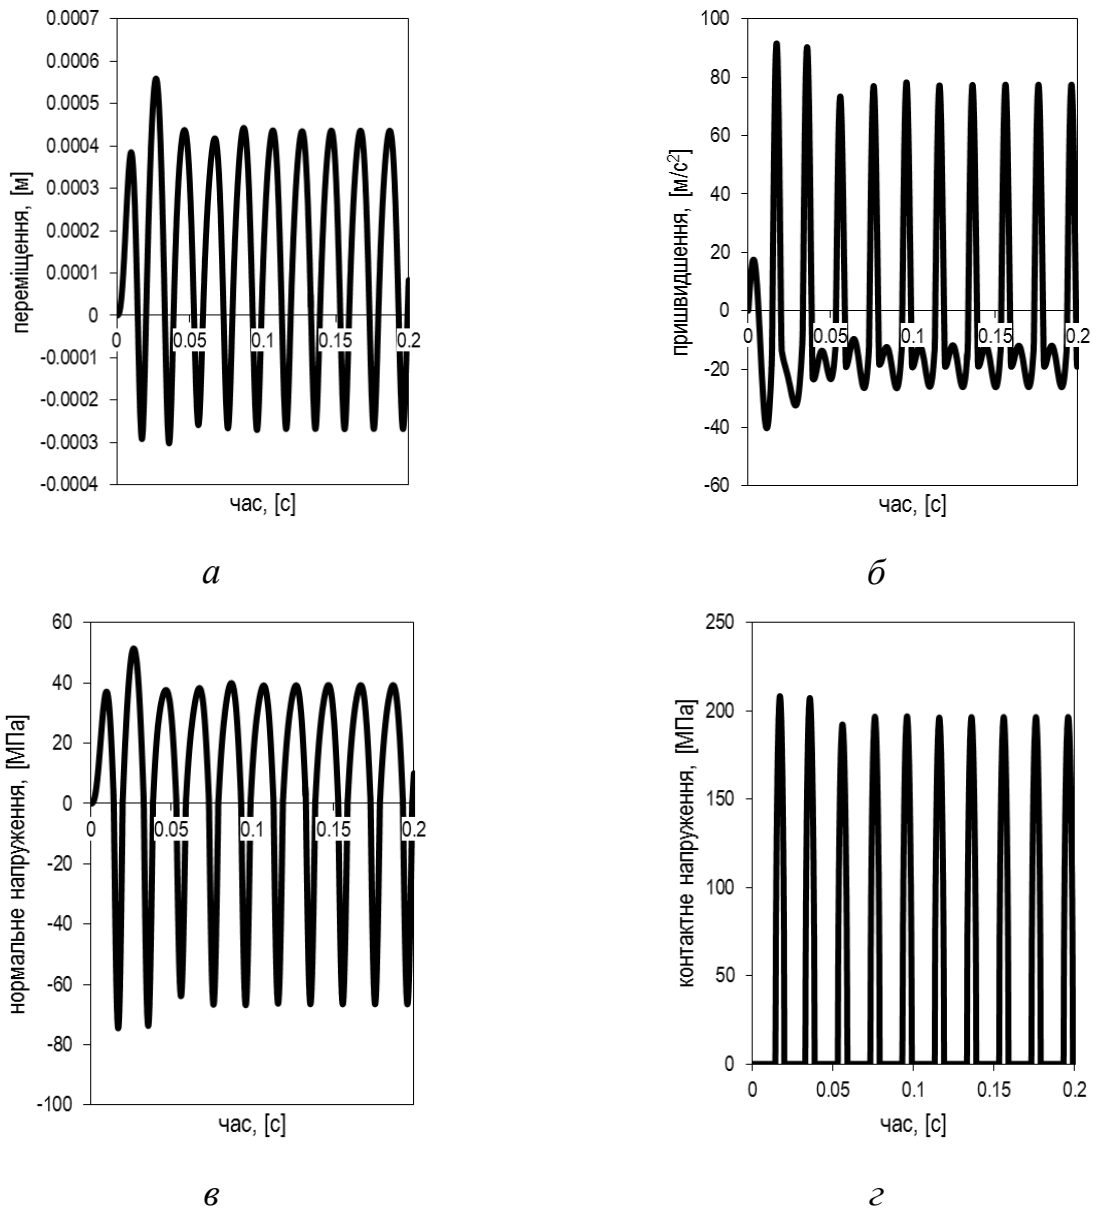 0.0007
0.0006
0.0005
0.0004
0.0003
0.0002
0.0001
0
-0.0001
-0.0002
-0.0003
-0.0004
0 0.05 0.1 0.15 0.2
переміщення, [м]
час, [с]
а
100
80
60
40
20
0
-20
-40
-60
0 0.05 0.1 0.15 0.2
пришвидшення, [м/с²]
час, [с]
б
60
40
20
0
-20
-40
-60
-80
-100
0 0.05 0.1 0.15 0.2
нормальне напруження, [МПа]
час, [с]
в
250
200
150
100
50
0
0 0.05 0.1 0.15 0.2
контактне напруження, [МПа]
час, [с]
г